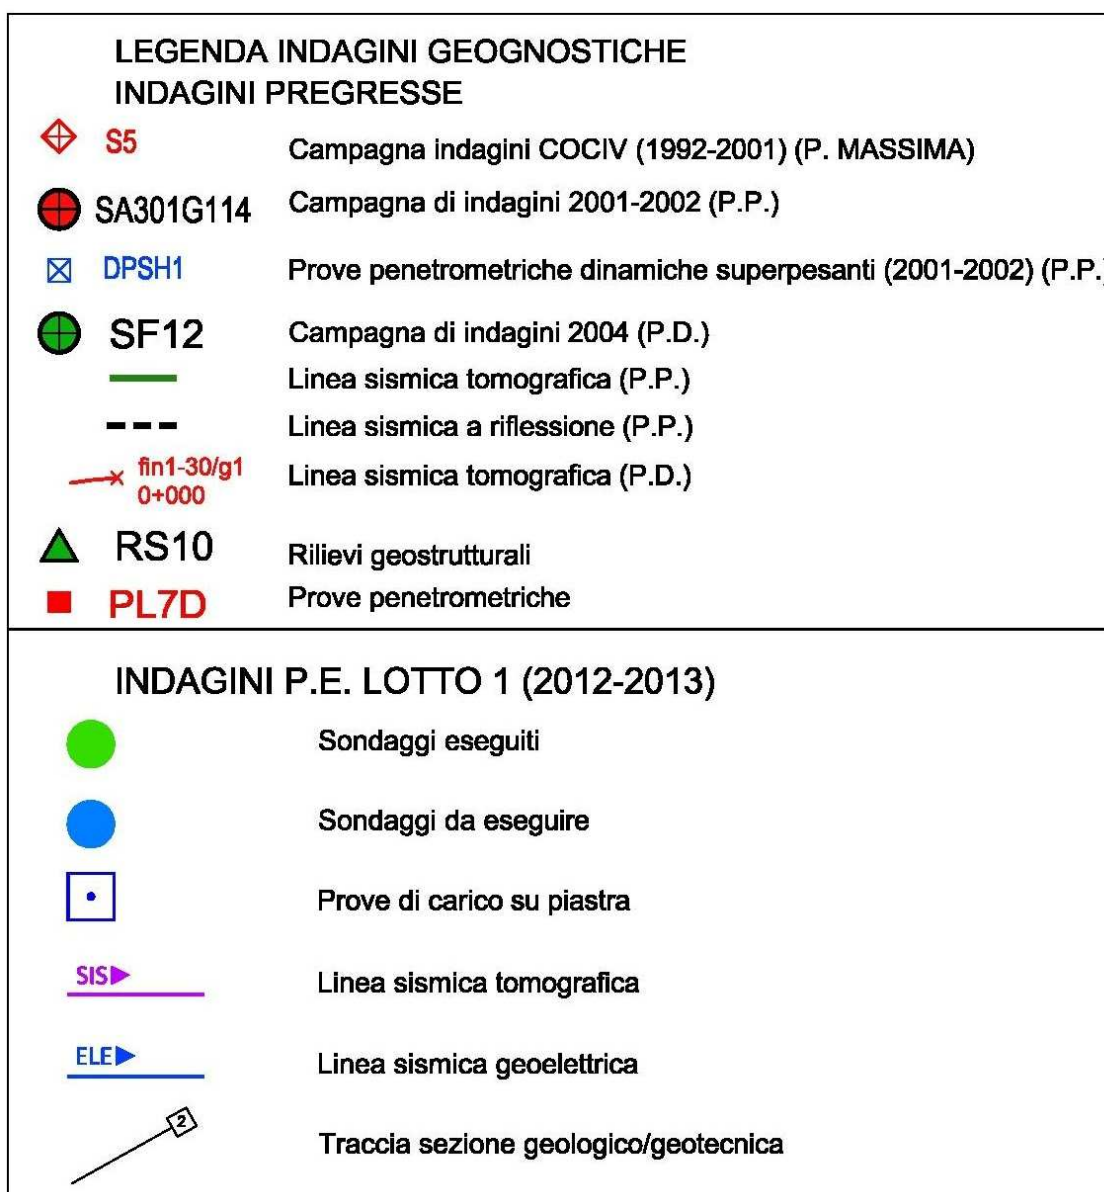 LEGENDA INDAGINI GEOGNOSTICHE
INDAGINI PREGRESSE
S5 Campagna indagini COCIV (1992-2001) (P. MASSIMA)
SA301G114 Campagna di indagini 2001-2002 (P.P.)
DPSH1 Prove penetrometriche dinamiche superpesanti (2001-2002) (P.P.)
SF12 Campagna di indagini 2004 (P.D.)
Linea sismica tomografica (P.P.)
Linea sismica a riflessione (P.P.)
fin1-30/g1
0+000
Linea sismica tomografica (P.D.)
RS10 Rilievi geostrutturali
PL7D Prove penetrometriche
INDAGINI P.E. LOTTO 1 (2012-2013)
Sondaggi eseguiti
Sondaggi da eseguire
Prove di carico su piastra
SIS Linea sismica tomografica
ELE Linea sismica geoelettrica
2 Traccia sezione geologico/geotecnica